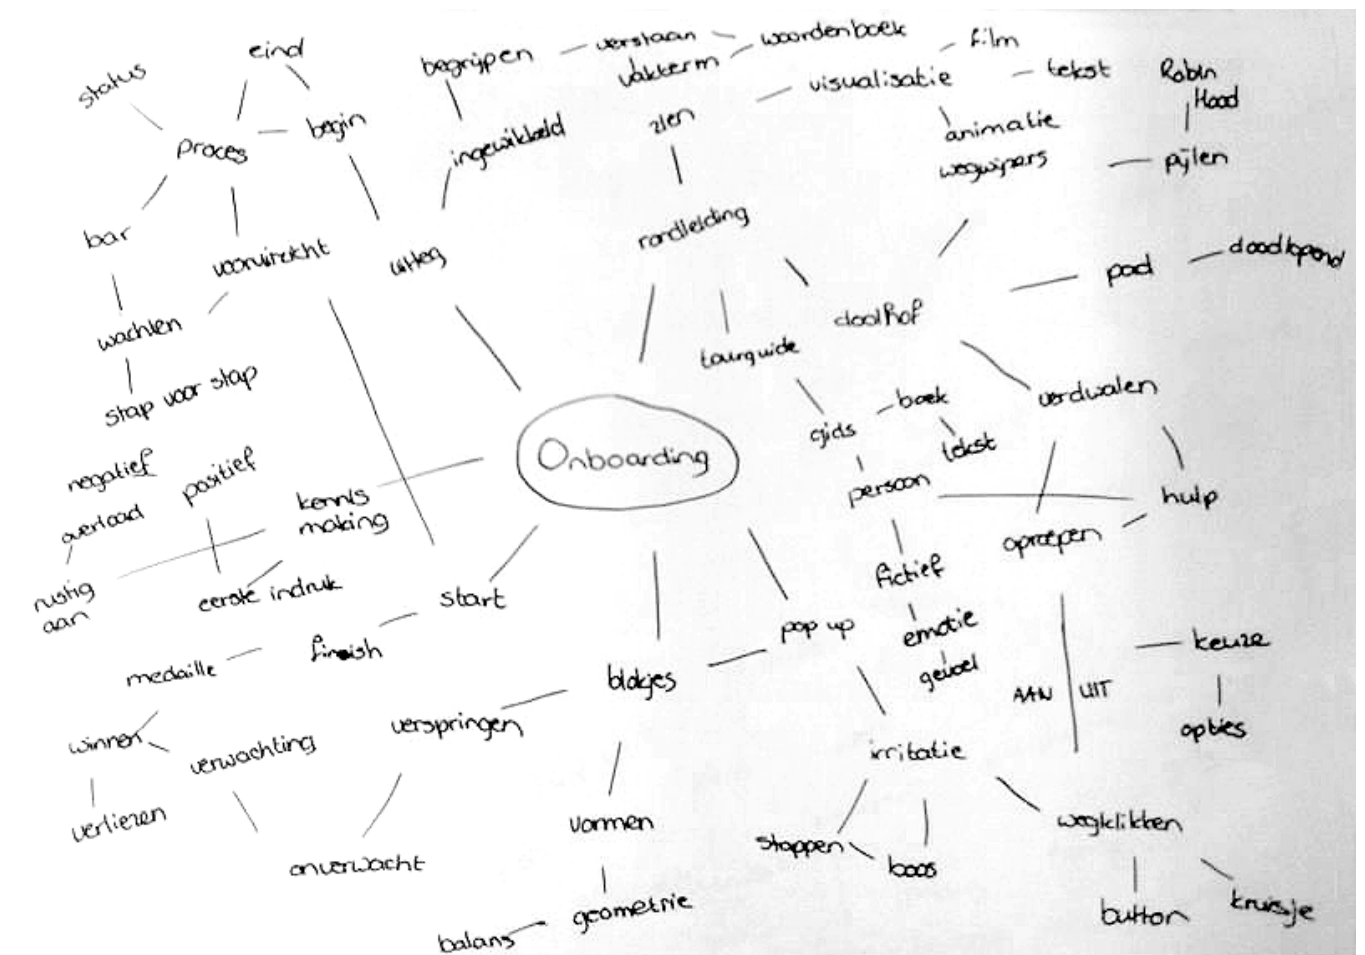 eind
status
proces
begin
bar
vooruitzicht
wachten
stap voor stap
uitleg
ingewikkeld
begrijpen
verstaan
vakterm
woordenboek
zien
visualisatie
film
tekst
animatie
wegwijzers
pijlen
Robin
Hood
rondleiding
tourguide
doolhof
pad
doodlopend
verdwalen
gids
boek
tekst
persoon
hulp
oproepen
fictief
emotie
gevoel
Onboarding
kennis
making
negatief
positief
overload
rustig
aan
eerste indruk
start
finish
medaille
winnen
verliezen
verwachting
onverwacht
verspringen
blokjes
vormen
geometrie
balans
pop up
irritatie
stoppen
boos
wegklikken
button
kruisje
AAN UIT
keuze
opties